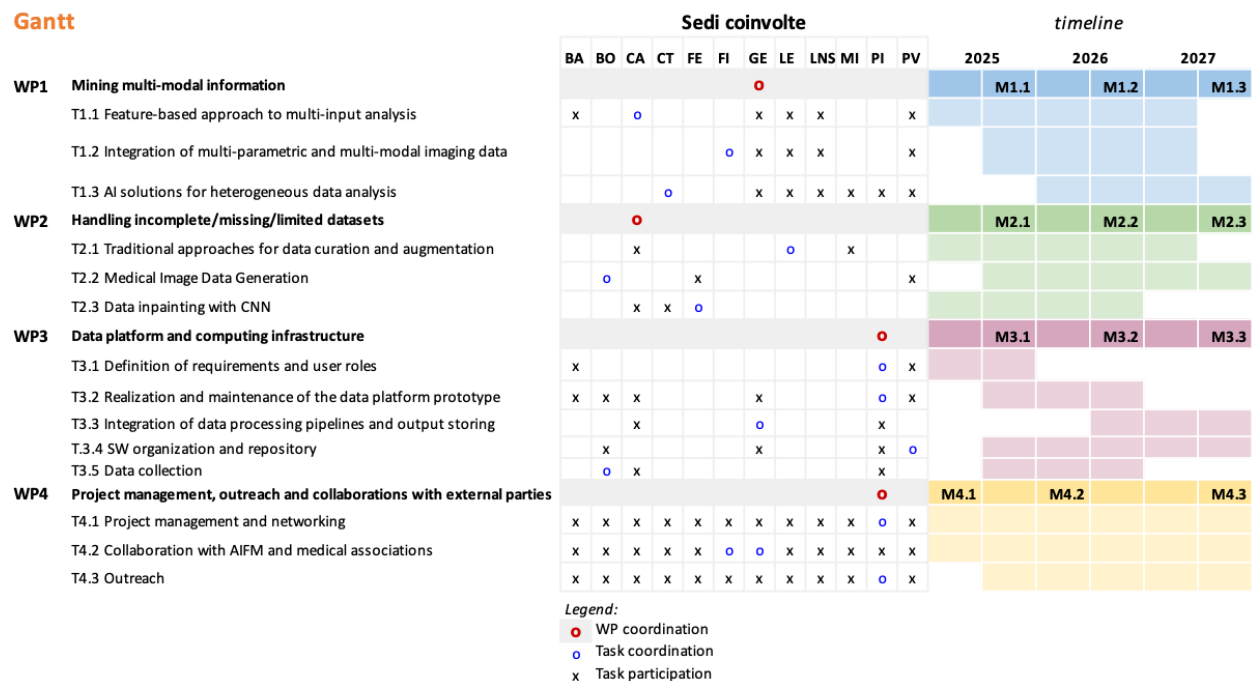 Gantt Sedi coinvolte timeline
BA BO CA CT FE FI GE LE LNS MI PI PV 2025 2026 2027
WP1 Mining multi-modal information o M1.1 M1.2 M1.3
T1.1 Feature-based approach to multi-input analysis x o x x x x
T1.2 Integration of multi-parametric and multi-modal imaging data o x x x x
T1.3 AI solutions for heterogeneous data analysis o x x x x x x
WP2 Handling incomplete/missing/limited datasets o M2.1 M2.2 M2.3
T2.1 Traditional approaches for data curation and augmentation x o x
T2.2 Medical Image Data Generation o x x
T2.3 Data inpainting with CNN x x o
WP3 Data platform and computing infrastructure o M3.1 M3.2 M3.3
T3.1 Definition of requirements and user roles x o x
T3.2 Realization and maintenance of the data platform prototype x x x x o x
T3.3 Integration of data processing pipelines and output storing x o x
T.3.4 SW organization and repository x x x o
T3.5 Data collection o x x
WP4 Project management, outreach and collaborations with external parties o M4.1 M4.2 M4.3
T4.1 Project management and networking x x x x x x x x x x o x
T4.2 Collaboration with AIFM and medical associations x x x x x o o x x x x x
T4.3 Outreach x x x x x x x x x x o x
Legend:
o WP coordination
o Task coordination
x Task participation